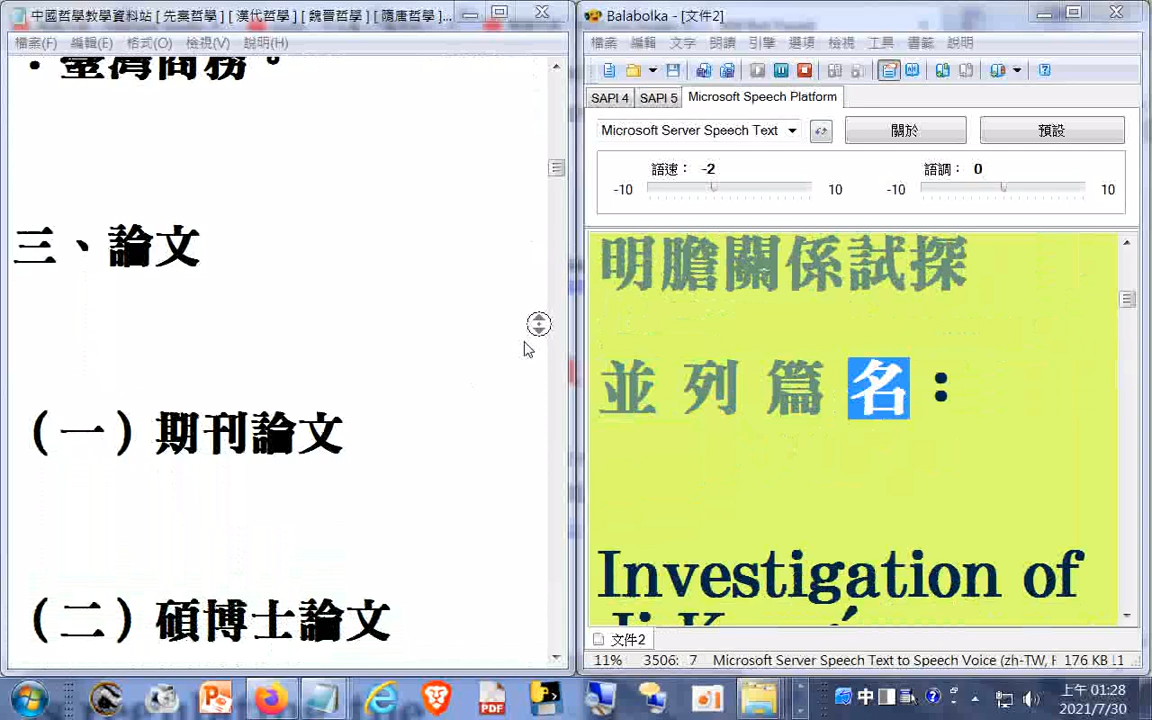 中國哲學教學資料站 [ 先秦哲學 ] [ 漢代哲學 ] [ 魏晉哲學 ] [ 隋唐哲學 ]...
檔案(F) 編輯(E) 格式(O) 檢視(V) 說明(H)
：臺灣商務。
三、論文
（一）期刊論文
（二）碩博士論文
Balabolka - [文件2]
檔案 編輯 文字 朗讀 引擎 選項 檢視 工具 書籤 說明
SAPI 4 SAPI 5 Microsoft Speech Platform
Microsoft Server Speech Text 關於 預設
語速： -2 語調： 0
-10 10 -10 10
明膽關係試探
並 列 篇 名：
Investigation of
文件2
11% 3506: 7 Microsoft Server Speech Text to Speech Voice (zh-TW, 176 KB
PDF 中 上午 01:28
2021/7/30